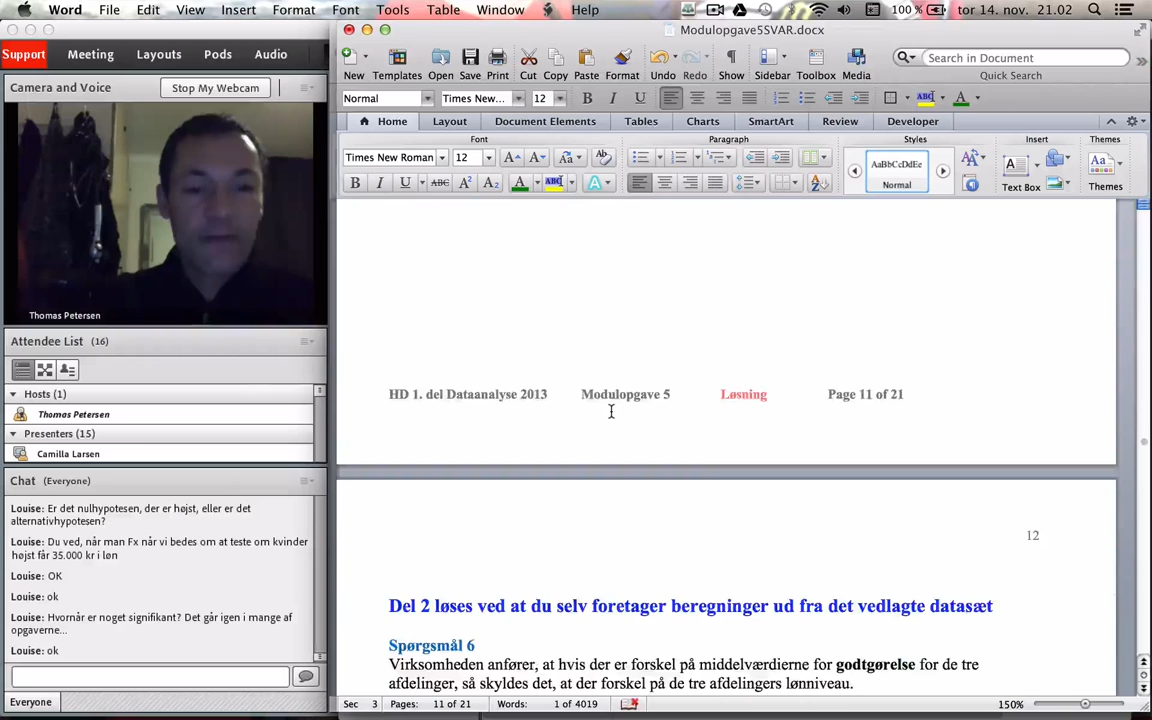 Word File Edit View Insert Format Font Tools Table Window Help 100 % tor 14. nov. 21.02
Support Meeting Layouts Pods Audio
Camera and Voice Stop My Webcam
Thomas Petersen
Attendee List (16)
Hosts (1)
Thomas Petersen
Presenters (15)
Camilla Larsen
Chat (Everyone)
Louise: Er det nulhypotesen, der er højst, eller er det
alternativhypotesen?
Louise: Du ved, når man Fx når vi bedes om at teste om kvinder
højst får 35.000 kr i løn
Louise: OK
Louise: ok
Louise: Hvornår er noget signifikant? Det går igen i mange af
opgaverne...
Louise: ok
Everyone
Modulopgave5SVAR.docx
Search in Document
New Templates Open Save Print Cut Copy Paste Format Undo Redo Show Sidebar Toolbox Media Quick Search
Normal Times New... 12 B I U ABC A
Home Layout Document Elements Tables Charts SmartArt Review Developer
Font Paragraph Styles Insert Themes
Times New Roman 12 A A Aa AaBbCcDdEe A Aa
B I U ABC A2 A2 A ABC A Normal Text Box Themes
HD 1. del Dataanalyse 2013 Modulopgave 5 Løsning Page 11 of 21
12
Del 2 løses ved at du selv foretager beregninger ud fra det vedlagte datasæt
Spørgsmål 6
Virksomheden anfører, at hvis der er forskel på middelværdierne for godtgørelse for de tre
afdelinger, så skyldes det, at der forskel på de tre afdelingers lønniveau.
Sec 3 Pages: 11 of 21 Words: 1 of 4019 150%